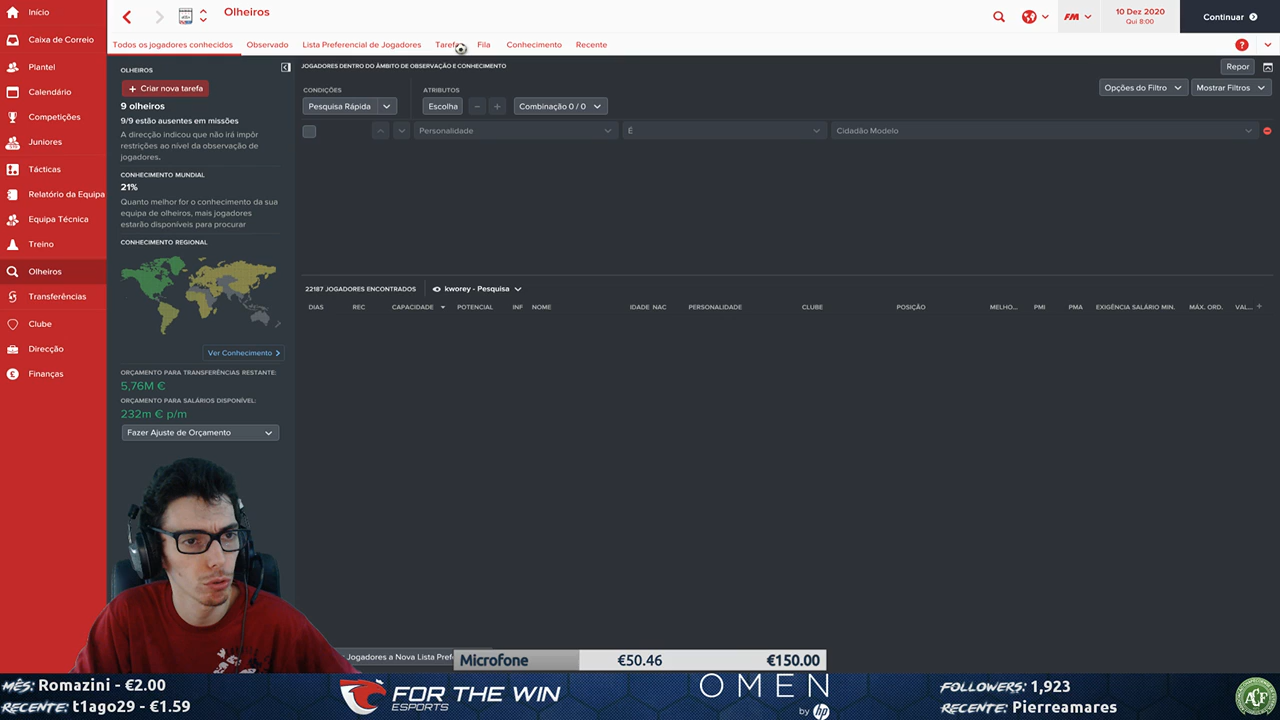 Início
Caixa de Correio
Plantel
Calendário
Competições
Juniores
Tácticas
Relatório da Equipa
Equipa Técnica
Treino
Olheiros
Transferências
Clube
Direcção
Finanças
Olheiros
FM
10 Dez 2020
Qui 8:00
Continuar
Todos os jogadores conhecidos
Observado
Lista Preferencial de Jogadores
Fila
Conhecimento
Recente
?
OLHEIROS
+ Criar nova tarefa
9 olheiros
9/9 estão ausentes em missões
A direcção indicou que não irá impôr
restrições ao nível da observação de
jogadores.
CONHECIMENTO MUNDIAL
21%
Quanto melhor for o conhecimento da sua
equipa de olheiros, mais jogadores
estarão disponíveis para procurar
CONHECIMENTO REGIONAL
Ver Conhecimento
ORÇAMENTO PARA TRANSFERÊNCIAS RESTANTE:
5,76M €
ORÇAMENTO PARA SALÁRIOS DISPONÍVEL:
232m € p/m
Fazer Ajuste de Orçamento
JOGADORES DENTRO DO ÂMBITO DE OBSERVAÇÃO E CONHECIMENTO
Repor
CONDIÇÕES
ATRIBUTOS
Opções do Filtro
Mostrar Filtros
Pesquisa Rápida
Escolha
Combinação 0 / 0
Personalidade
É
Cidadão Modelo
22187 JOGADORES ENCONTRADOS
kworey - Pesquisa
DIAS REC CAPACIDADE POTENCIAL INF NOME IDADE NAC PERSONALIDADE CLUBE POSIÇÃO MELHO... PMI PMA EXIGÊNCIA SALÁRIO MIN. MÁX. ORD. VAL... +
Jogadores a Nova Lista Pref
Microfone €50.46 €150.00
MÊS: Romazini - €2.00
RECENTE: t1ago29 - €1.59
FOR THE WIN
ESPORTS
OMEN
by hp
FOLLOWERS: 1,923
RECENTE: Pierreamares
ACF